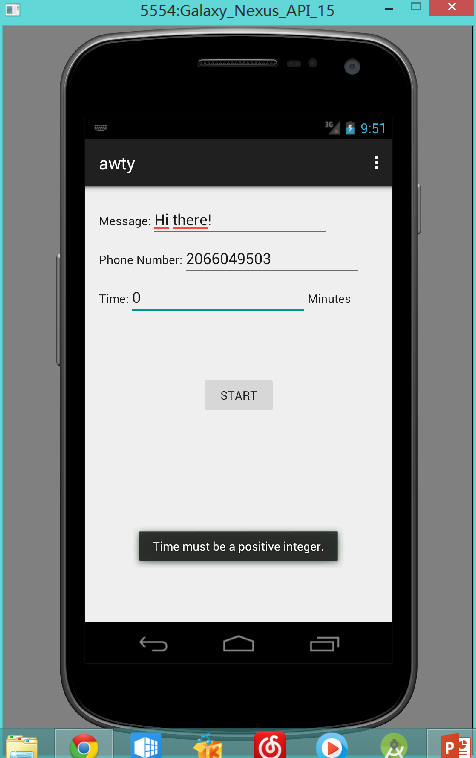 5554:Galaxy_Nexus_API_15
3G 9:51
awty
Message: Hi there!
Phone Number: 2066049503
Time: 0 Minutes
START
Time must be a positive integer.